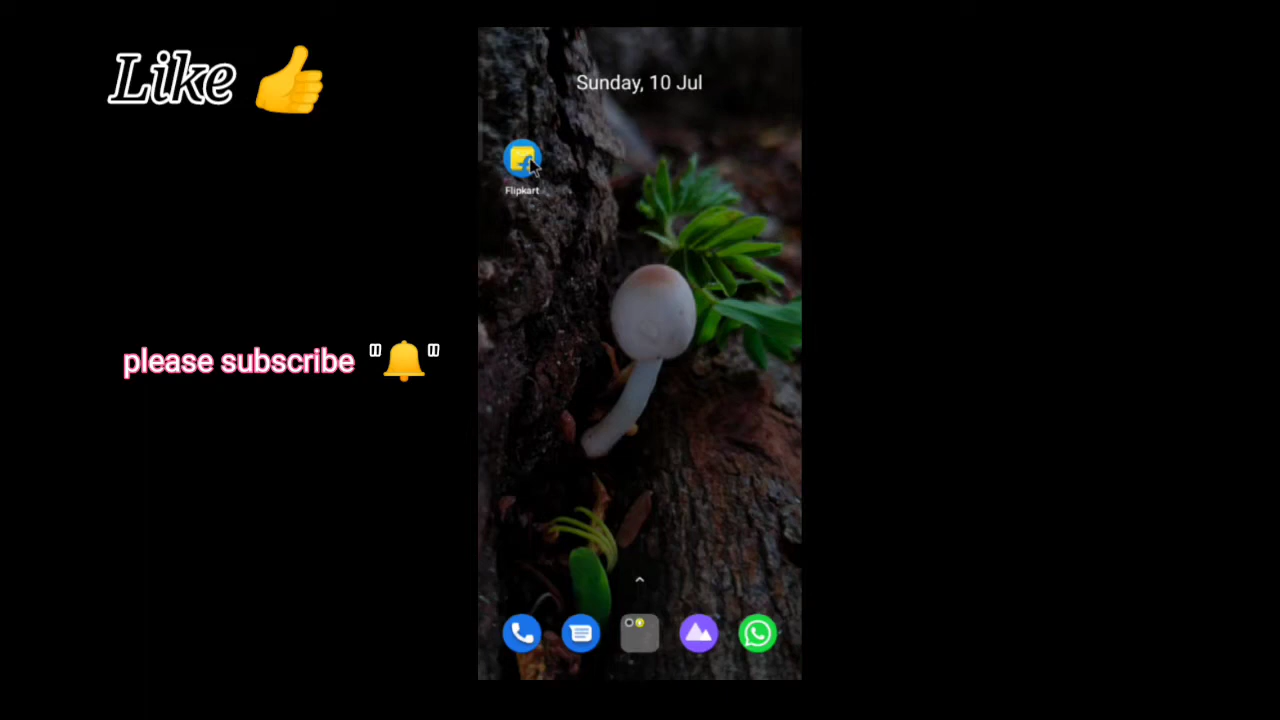 Like 👍
Sunday, 10 Jul
Flipkart
please subscribe "🔔"